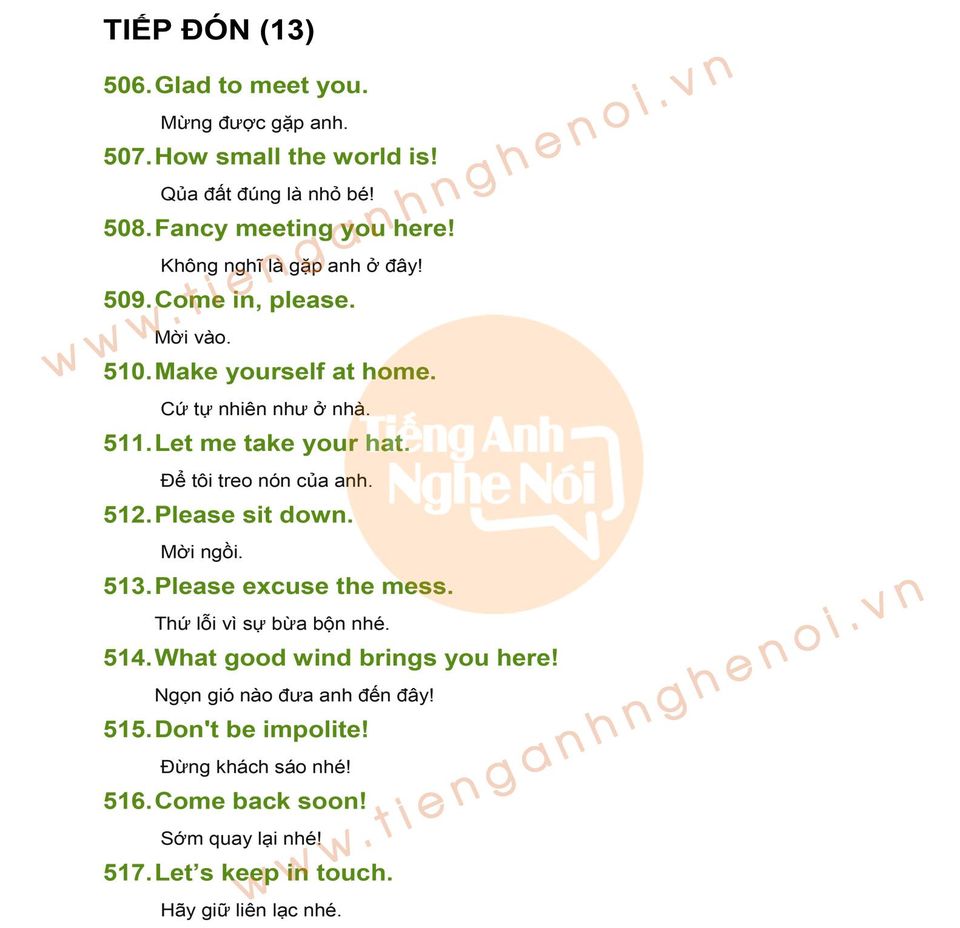 TIẾP ĐÓN (13)
506. Glad to meet you.
Mừng được gặp anh.
507. How small the world is!
Qủa đất đúng là nhỏ bé!
508. Fancy meeting you here!
Không nghĩ là gặp anh ở đây!
509. Come in, please.
Mời vào.
510. Make yourself at home.
Cứ tự nhiên như ở nhà.
511. Let me take your hat.
Để tôi treo nón của anh.
512. Please sit down.
Mời ngồi.
513. Please excuse the mess.
Thứ lỗi vì sự bừa bộn nhé.
514. What good wind brings you here!
Ngọn gió nào đưa anh đến đây!
515. Don't be impolite!
Đừng khách sáo nhé!
516. Come back soon!
Sớm quay lại nhé!
517. Let’s keep in touch.
Hãy giữ liên lạc nhé.
www.tienganhnghenoi.vn
Tiếng Anh
Nghe Nói
www.tienganhnghenoi.vn